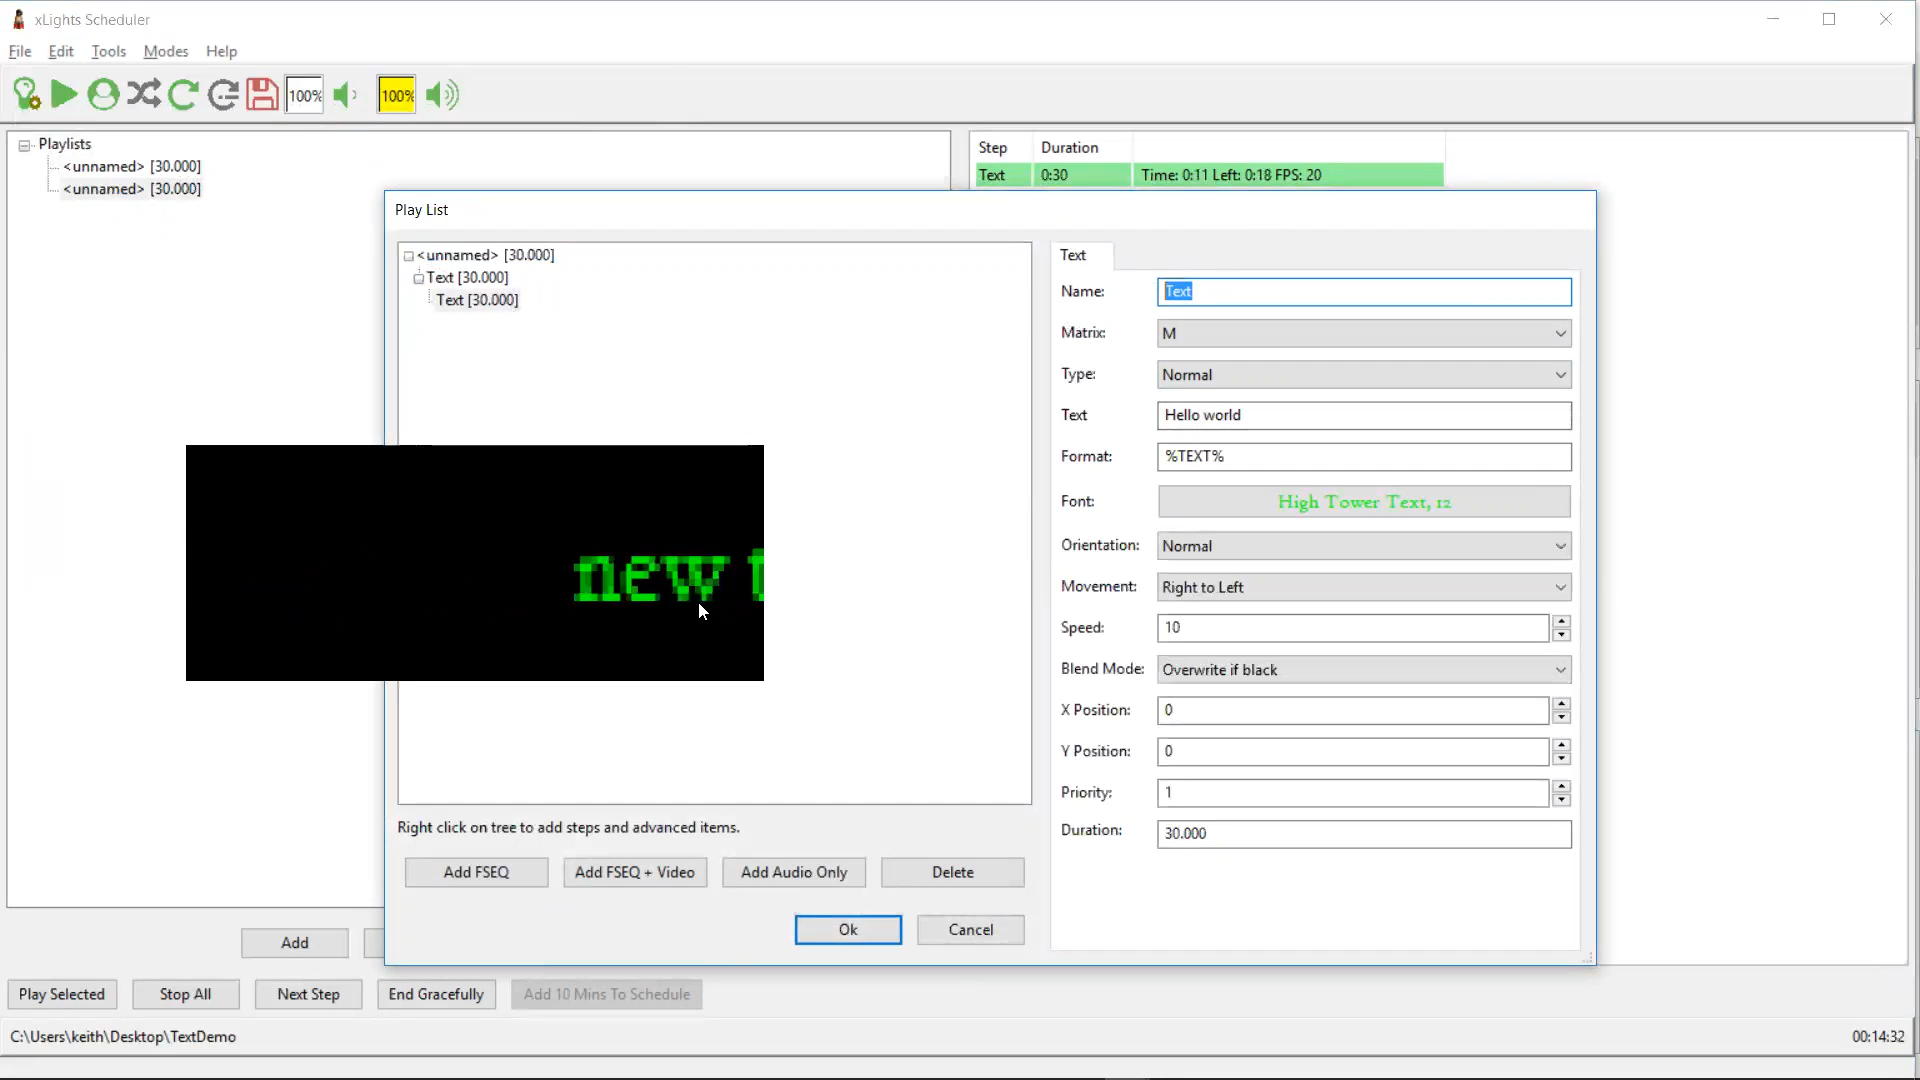 xLights Scheduler
File Edit Tools Modes Help
100% 100%
Playlists
<unnamed> [30.000]
<unnamed> [30.000]
Step Duration
Text 0:30 Time: 0:11 Left: 0:18 FPS: 20
Play List
<unnamed> [30.000]
Text [30.000]
Text [30.000]
new
Right click on tree to add steps and advanced items.
Add FSEQ Add FSEQ + Video Add Audio Only Delete
Ok Cancel
Text
Name: Text
Matrix: M
Type: Normal
Text Hello world
Format: %TEXT%
Font: High Tower Text, 12
Orientation: Normal
Movement: Right to Left
Speed: 10
Blend Mode: Overwrite if black
X Position: 0
Y Position: 0
Priority: 1
Duration: 30.000
Add
Play Selected Stop All Next Step End Gracefully Add 10 Mins To Schedule
C:\Users\keith\Desktop\TextDemo 00:14:32